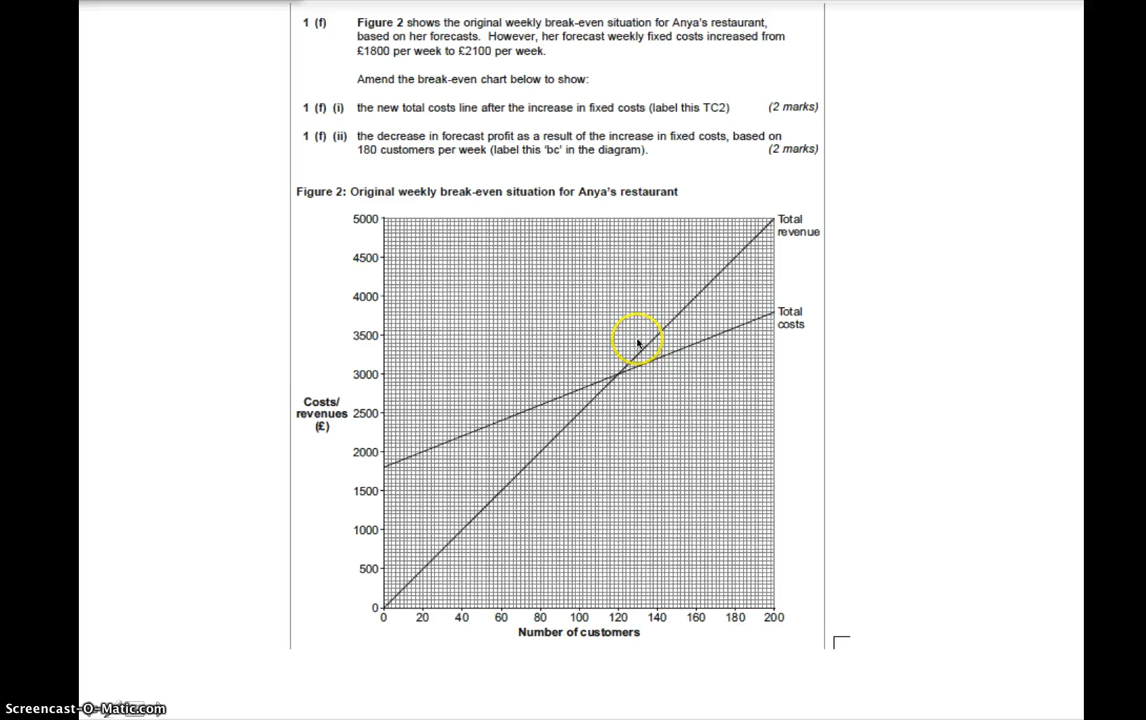 1 (f) Figure 2 shows the original weekly break-even situation for Anya's restaurant,
based on her forecasts. However, her forecast weekly fixed costs increased from
£1800 per week to £2100 per week.
Amend the break-even chart below to show:
1 (f) (i) the new total costs line after the increase in fixed costs (label this TC2) (2 marks)
1 (f) (ii) the decrease in forecast profit as a result of the increase in fixed costs, based on
180 customers per week (label this 'bc' in the diagram). (2 marks)
Figure 2: Original weekly break-even situation for Anya's restaurant
5000
4500
4000
3500
3000
2500
2000
1500
1000
500
0
Costs/
revenues
(£)
Total
revenue
Total
costs
0 20 40 60 80 100 120 140 160 180 200
Number of customers
Screencast-O-Matic.com